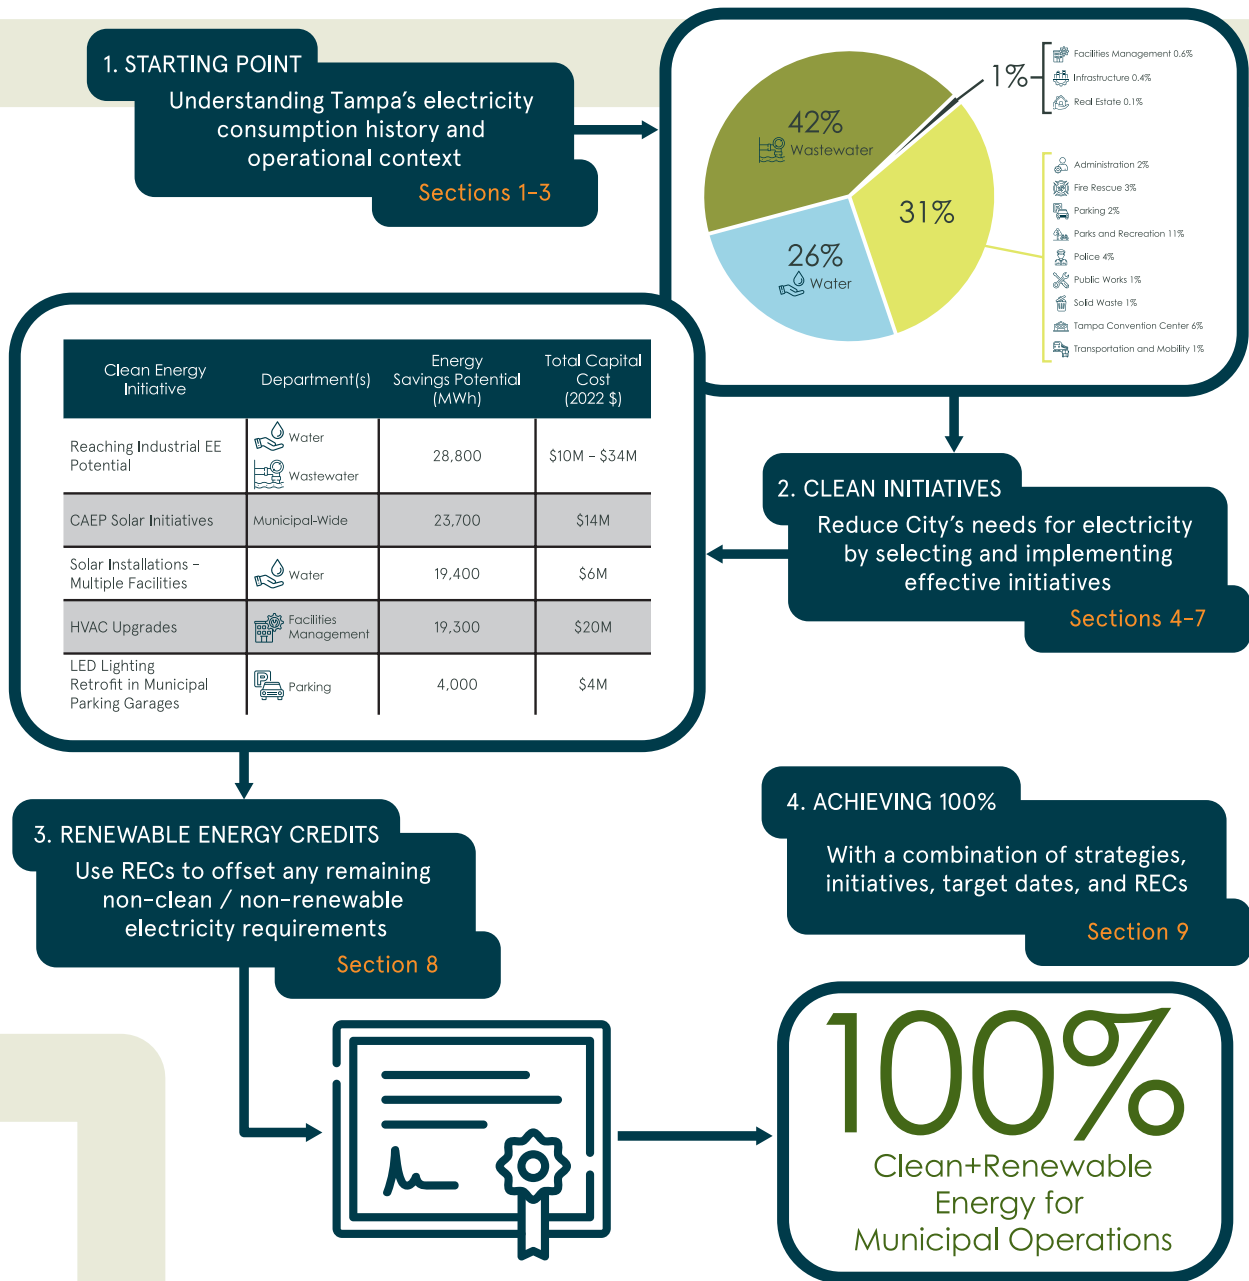 1. STARTING POINT
Understanding Tampa's electricity
consumption history and
operational context
Sections 1-3
42%
Wastewater
26%
Water
31%
1%
Facilities Management 0.6%
Infrastructure 0.4%
Real Estate 0.1%
Administration 2%
Fire Rescue 3%
Parking 2%
Parks and Recreation 11%
Police 4%
Public Works 1%
Solid Waste 1%
Tampa Convention Center 6%
Transportation and Mobility 1%
2. CLEAN INITIATIVES
Reduce City's needs for electricity
by selecting and implementing
effective initiatives
Sections 4-7
Clean Energy
Initiative
Department(s)
Energy
Savings Potential
(MWh)
Total Capital
Cost
(2022 $)
Reaching Industrial EE
Potential
Water
Wastewater
28,800
$10M – $34M
CAEP Solar Initiatives
Municipal-Wide
23,700
$14M
Solar Installations –
Multiple Facilities
Water
19,400
$6M
HVAC Upgrades
Facilities
Management
19,300
$20M
LED Lighting
Retrofit in Municipal
Parking Garages
P
Parking
4,000
$4M
3. RENEWABLE ENERGY CREDITS
Use RECs to offset any remaining
non-clean / non-renewable
electricity requirements
Section 8
4. ACHIEVING 100%
With a combination of strategies,
initiatives, target dates, and RECs
Section 9
100%
Clean+Renewable
Energy for
Municipal Operations